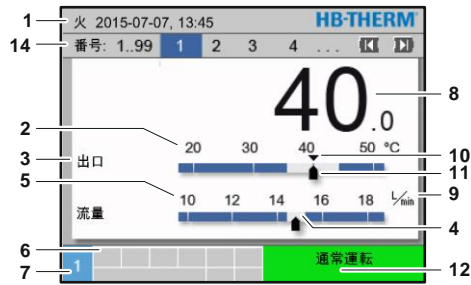 1 火 2015-07-07, 13:45 HB-THERM
14 番号: 1..99 1 2 3 4 ...
40.0 8
2 20 30 40 50 °C 10
3 出口 11
5 10 12 14 16 18 L/min 9
流量 4
6 通常運転
7 1 12